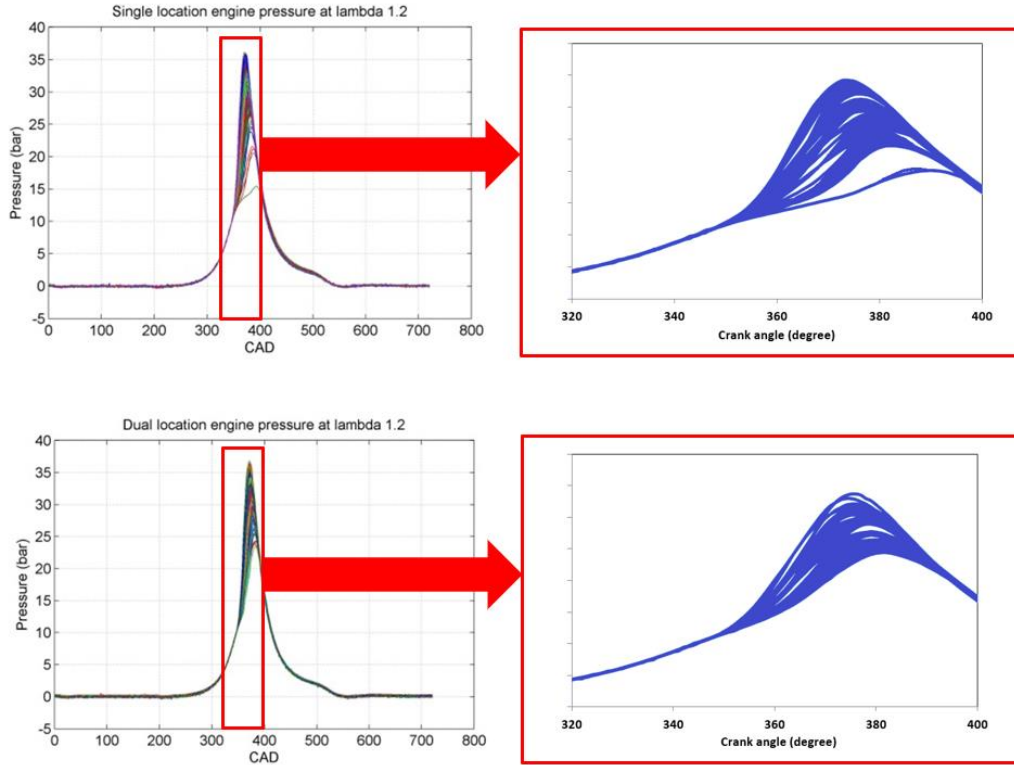 Single location engine pressure at lambda 1.2
40
35
30
25
20
15
10
5
0
-5
Pressure (bar)
0 100 200 300 400 500 600 700 800
CAD
320 340 360 380 400
Crank angle (degree)
Dual location engine pressure at lambda 1.2
40
35
30
25
20
15
10
5
0
-5
Pressure (bar)
0 100 200 300 400 500 600 700 800
CAD
320 340 360 380 400
Crank angle (degree)